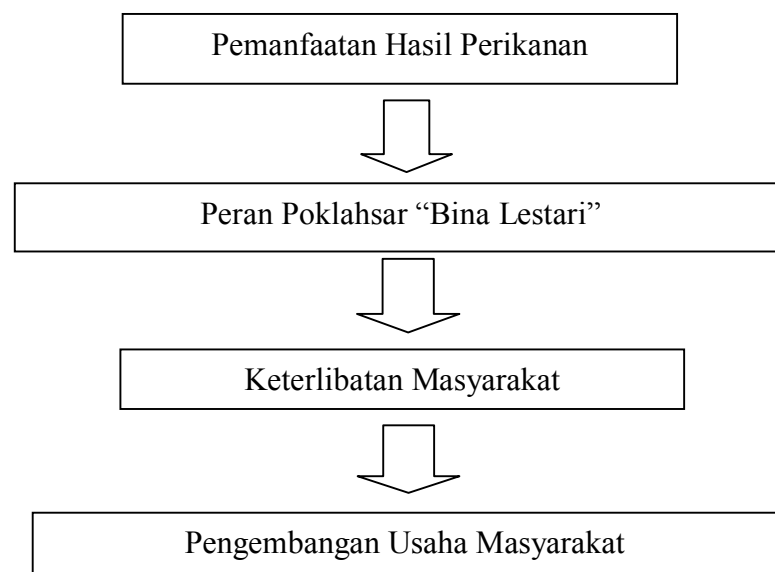 Pemanfaatan Hasil Perikanan
Peran Poklahsar “Bina Lestari”
Keterlibatan Masyarakat
Pengembangan Usaha Masyarakat